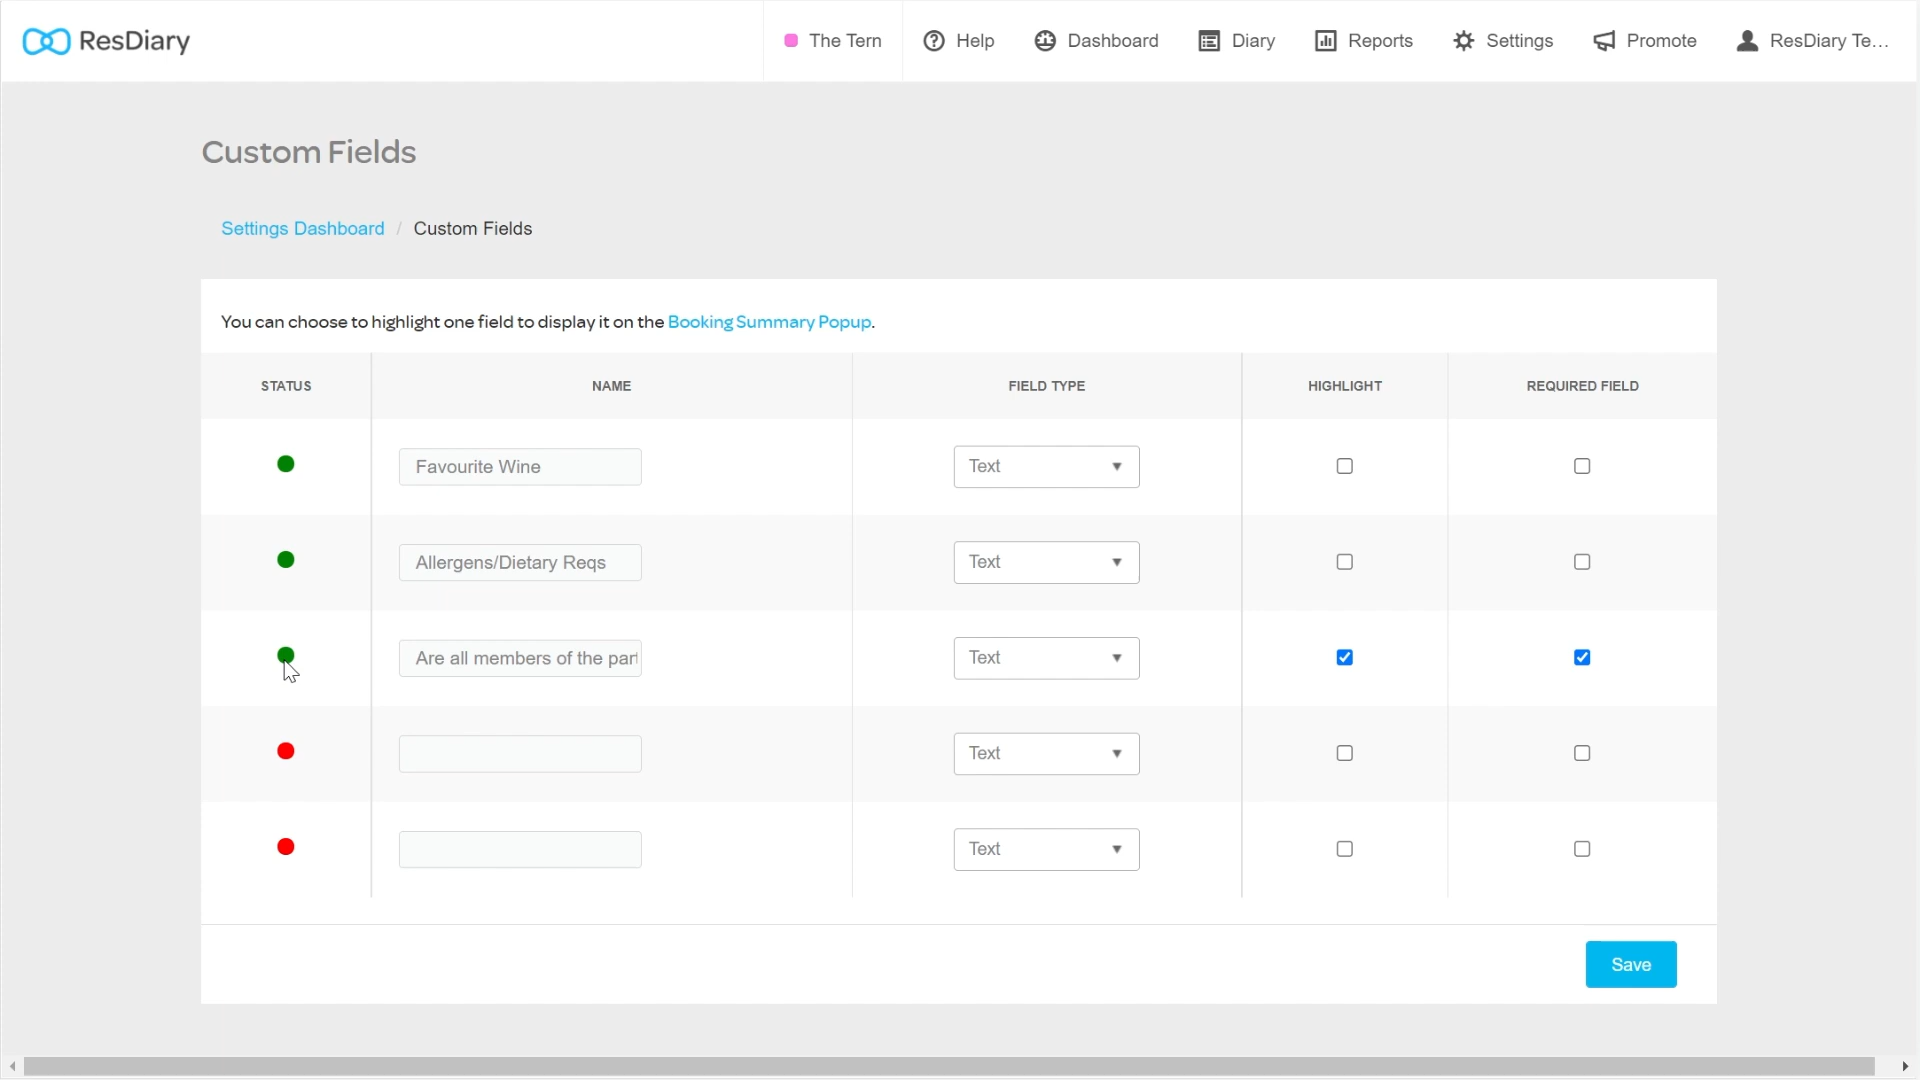 ResDiary
The Tern
Help
Dashboard
Diary
Reports
Settings
Promote
ResDiary Te...
Custom Fields
Settings Dashboard / Custom Fields
You can choose to highlight one field to display it on the Booking Summary Popup.
STATUS NAME FIELD TYPE HIGHLIGHT REQUIRED FIELD
Favourite Wine Text
Allergens/Dietary Reqs Text
Are all members of the part Text
Text
Text
Save